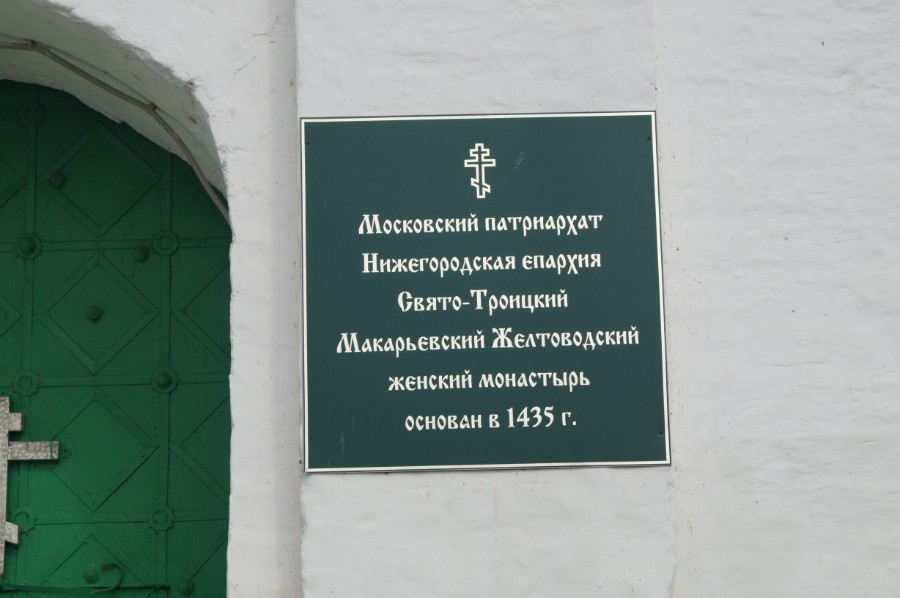 Московский патриархат
Нижегородская епархия
Свято-Троицкий
Макарьевский Желтоводский
женский монастырь
основан в 1435 г.